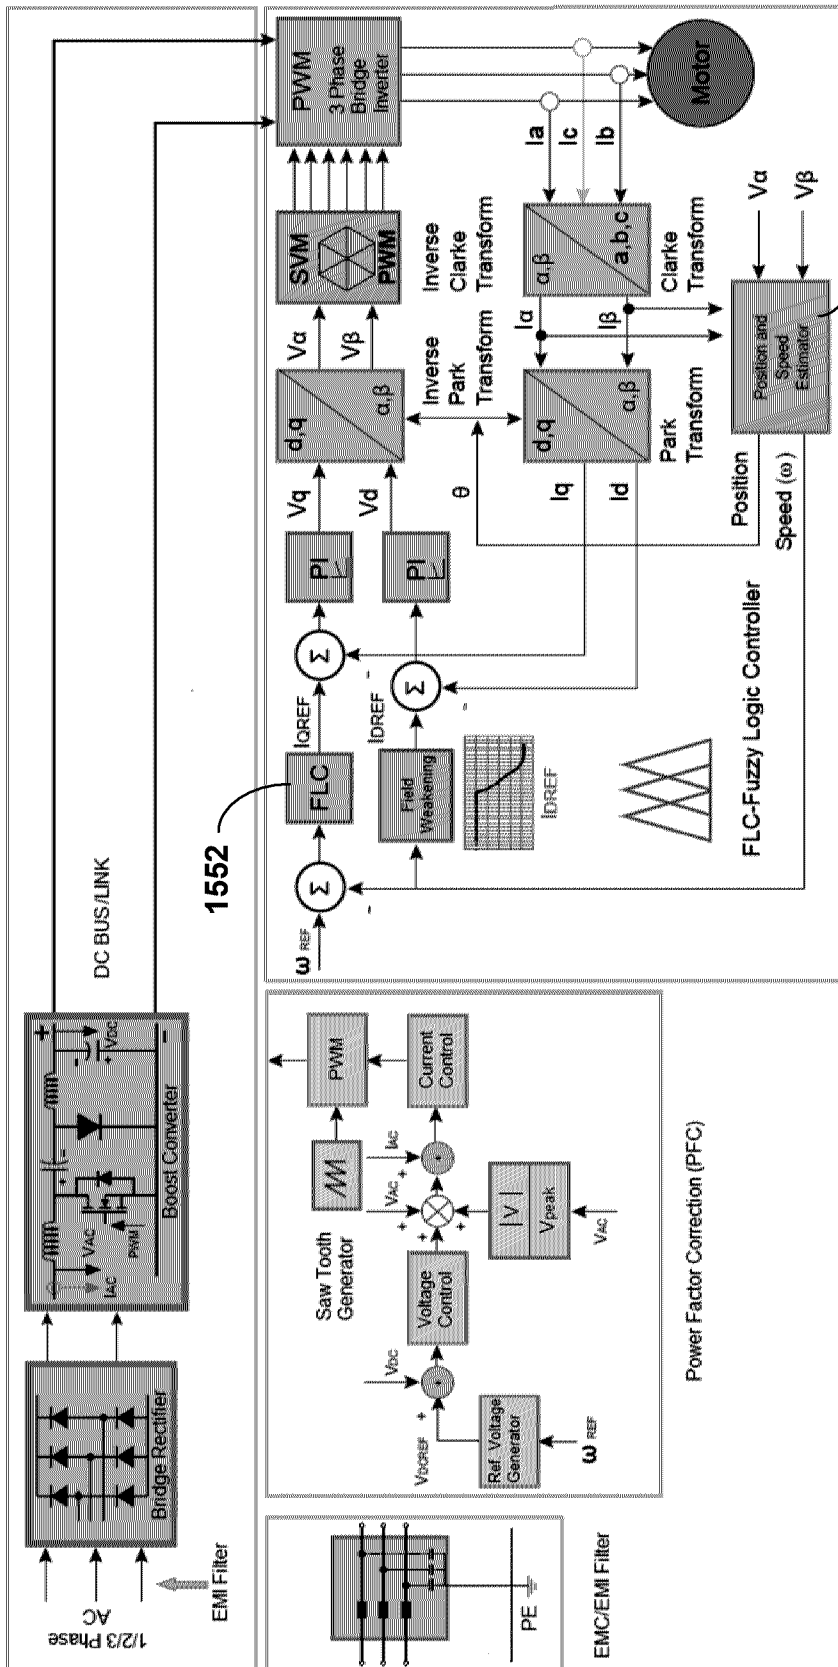 1/2/3 Phase
AC
EMI Filter
Bridge Rectifier
IAC
VAC
PWM
+
-
+
-
+
VDC
-
Boost Converter
DC BUS/LINK
PE
EMC/EMI Filter
ω REF
Ref Voltage
Generator
VDCREF
+
VDC
Voltage
Control
Saw Tooth
Generator
VAC
+
+
+
IAC
+
|V|
Vpeak
VAC
Current
Control
PWM
Power Factor Correction (PFC)
ω REF
Σ
-
1552
FLC
IQREF
Σ
-
PI
Vq
d,q
α,β
Inverse
Park
Transform
Vα
Vβ
SVM
PWM
Inverse
Clarke
Transform
PWM
3 Phase
Bridge
Inverter
Field
Weakening
IDREF
Σ
-
PI
Vd
IDREF
θ
Iq
Id
d,q
α,β
Park
Transform
Iα
Iβ
α,β
a,b,c
Clarke
Transform
Ia
Ic
Ib
Motor
FLC-Fuzzy Logic Controller
Position
Speed (ω)
Position and
Speed
Estimator
Vα
Vβ